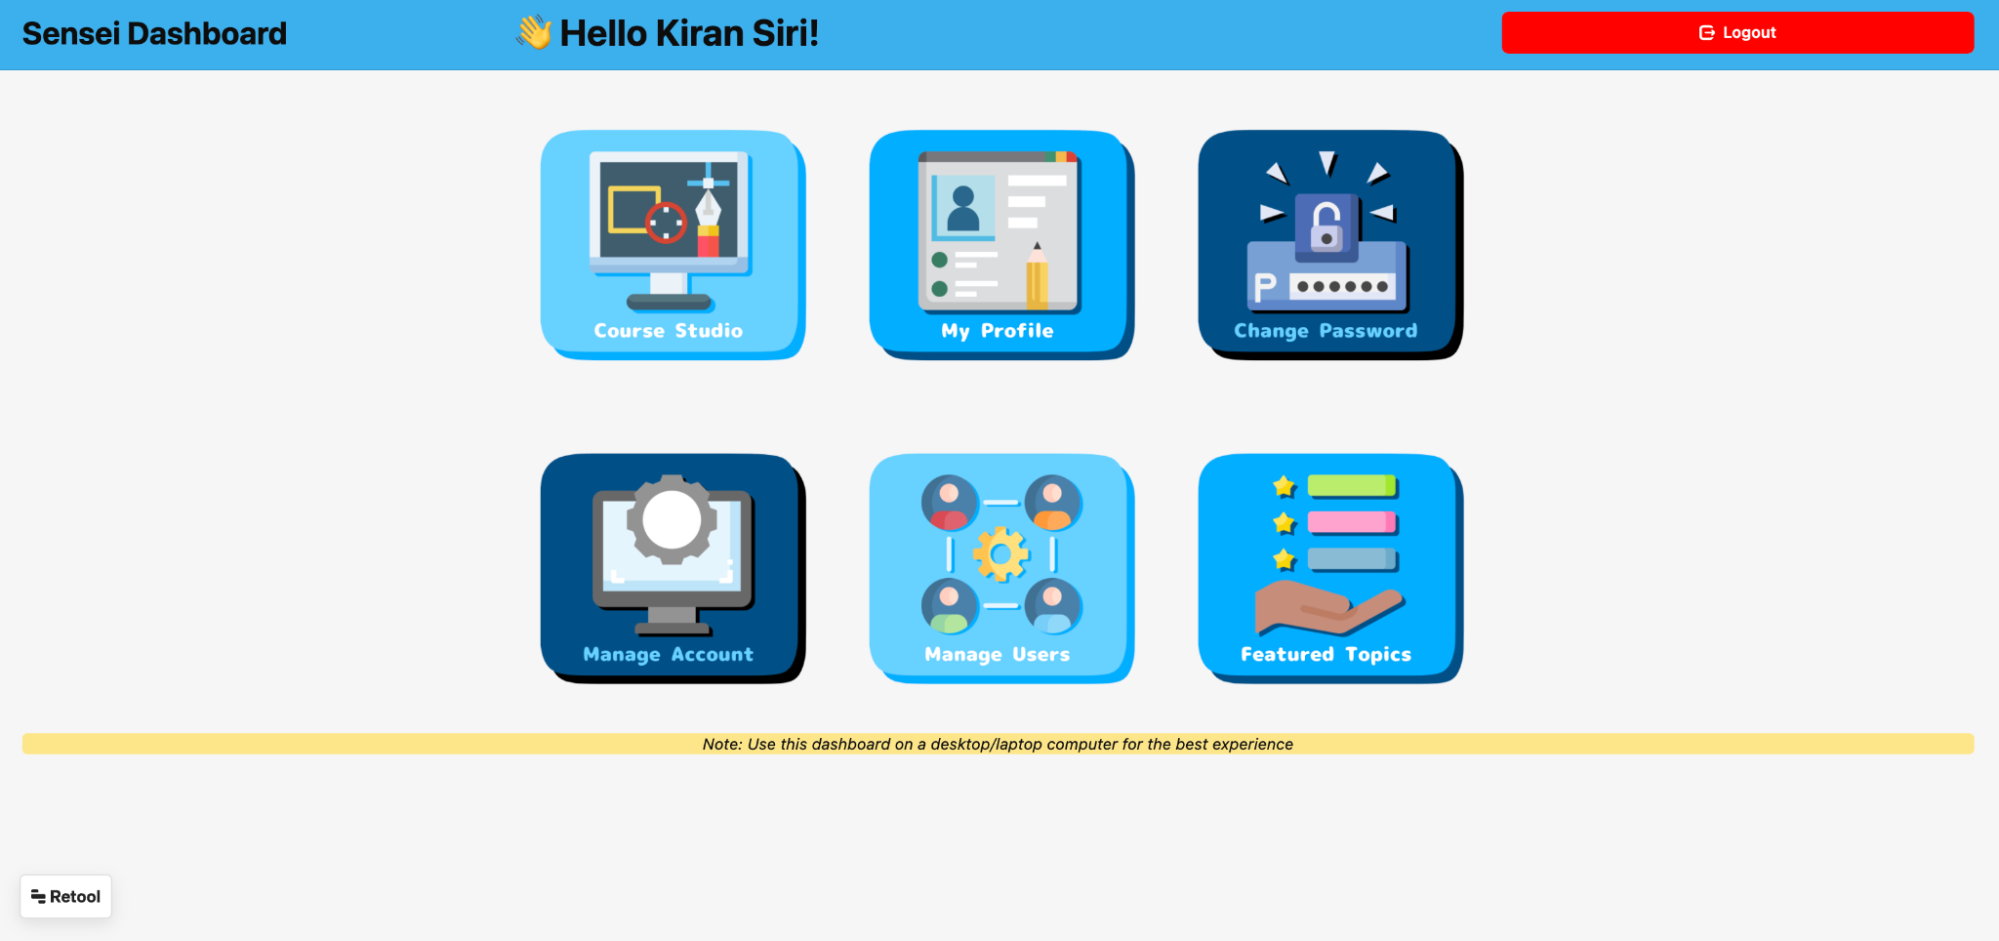 Sensei Dashboard
👋 Hello Kiran Siri!
Logout
Course Studio
My Profile
P
Change Password
Manage Account
Manage Users
Featured Topics
Note: Use this dashboard on a desktop/laptop computer for the best experience
Retool